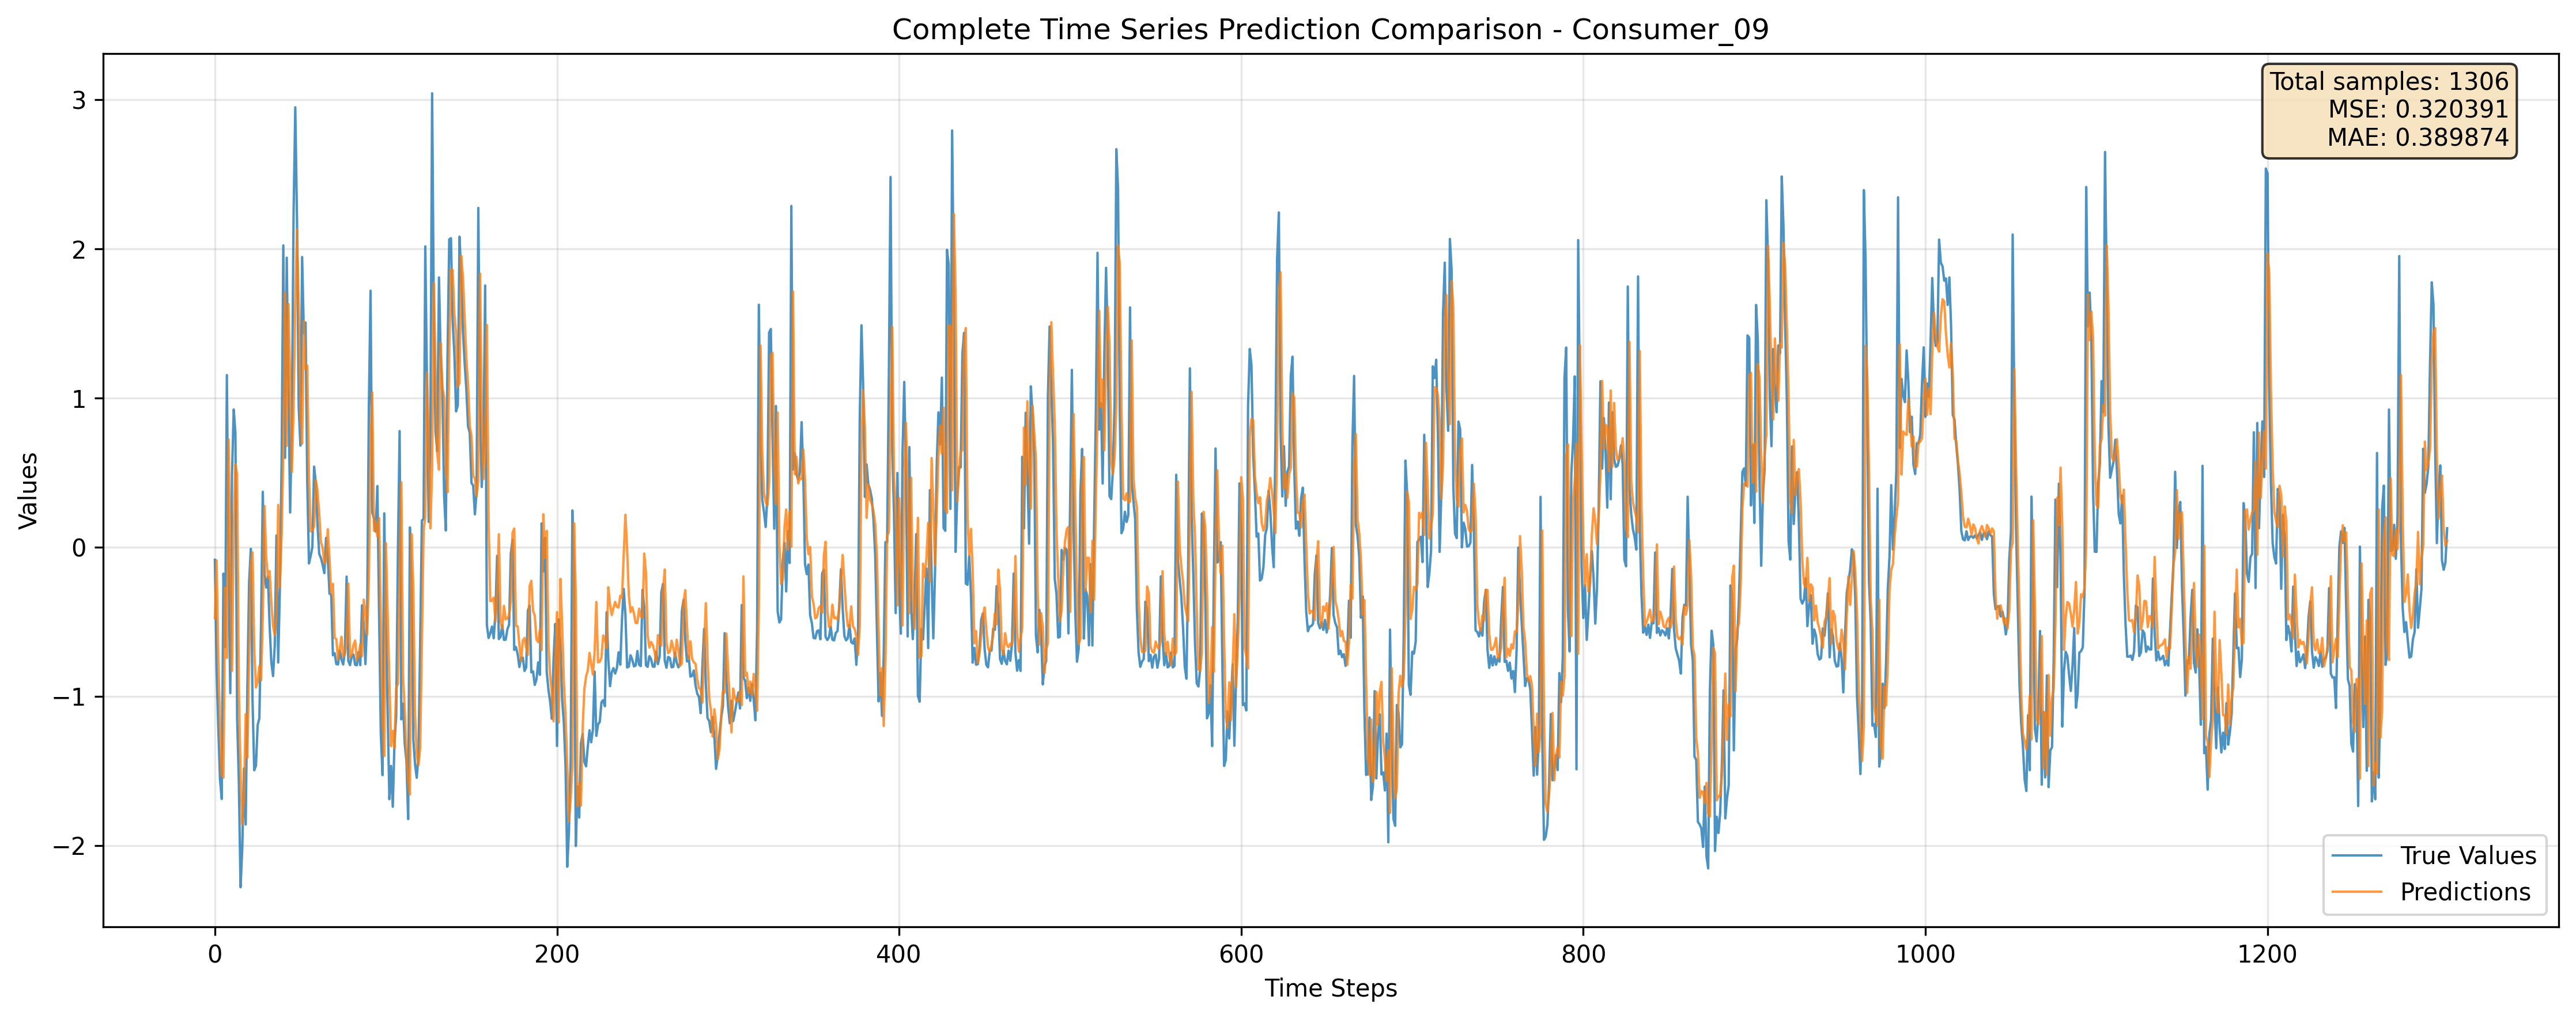 Complete Time Series Prediction Comparison - Consumer_09
Total samples: 1306
MSE: 0.320391
MAE: 0.389874
Values
3
2
1
0
−1
−2
True Values
Predictions
0 200 400 600 800 1000 1200
Time Steps